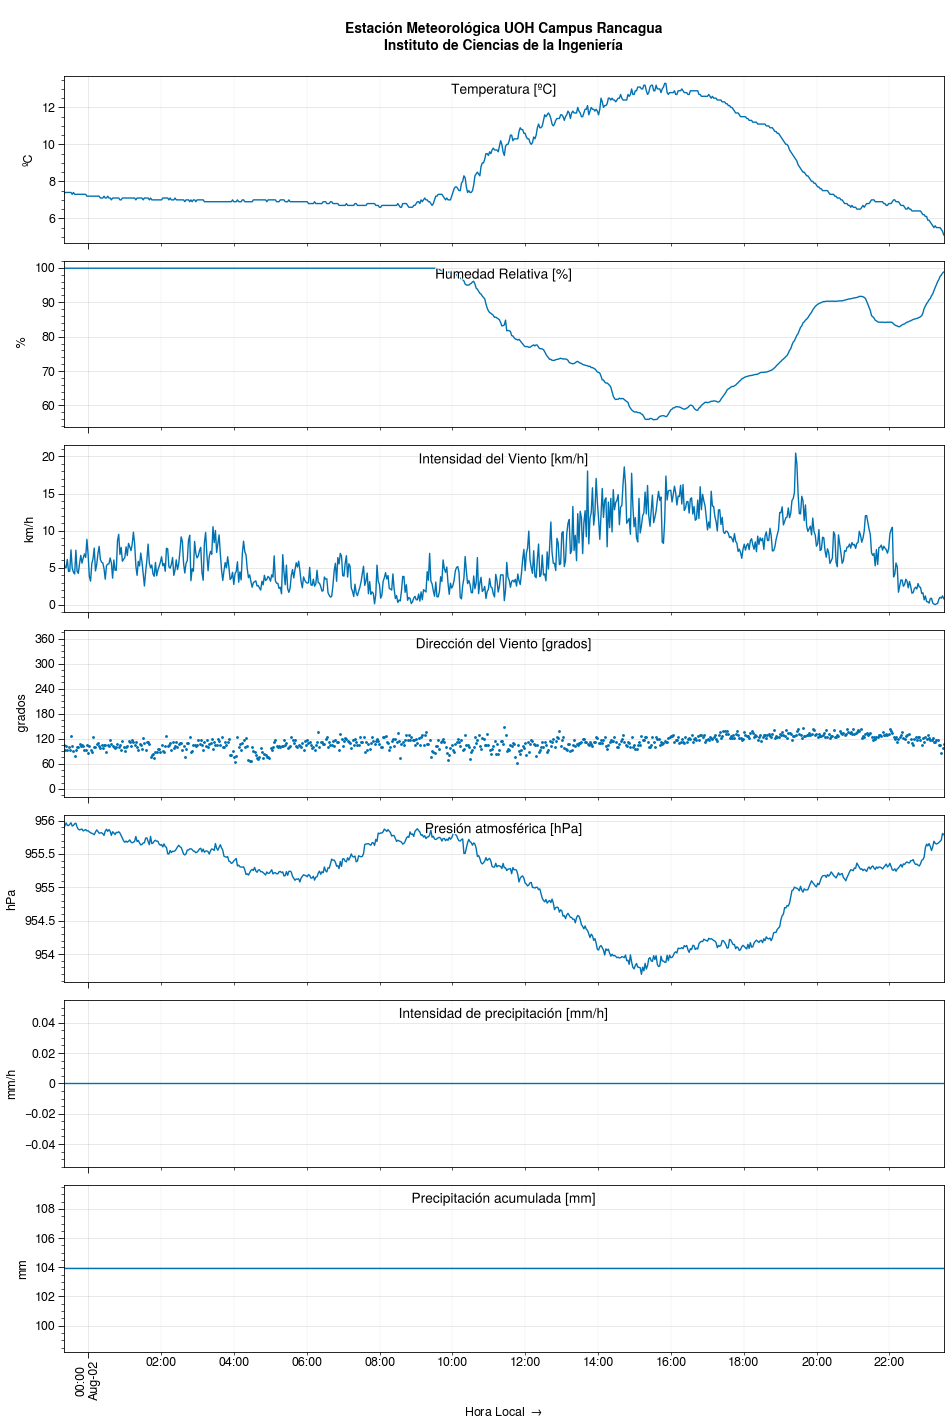 Estación Meteorológica UOH Campus Rancagua
Instituto de Ciencias de la Ingeniería
Temperatura [ºC]
ºC
12
10
8
6
Humedad Relativa [%]
%
100
90
80
70
60
Intensidad del Viento [km/h]
km/h
20
15
10
5
0
Dirección del Viento [grados]
grados
360
300
240
180
120
60
0
Presión atmosférica [hPa]
hPa
956
955.5
955
954.5
954
Intensidad de precipitación [mm/h]
mm/h
0.04
0.02
0
−0.02
−0.04
Precipitación acumulada [mm]
mm
108
106
104
102
100
00:00
Aug-02
02:00
04:00
06:00
08:00
10:00
12:00
14:00
16:00
18:00
20:00
22:00
Hora Local →